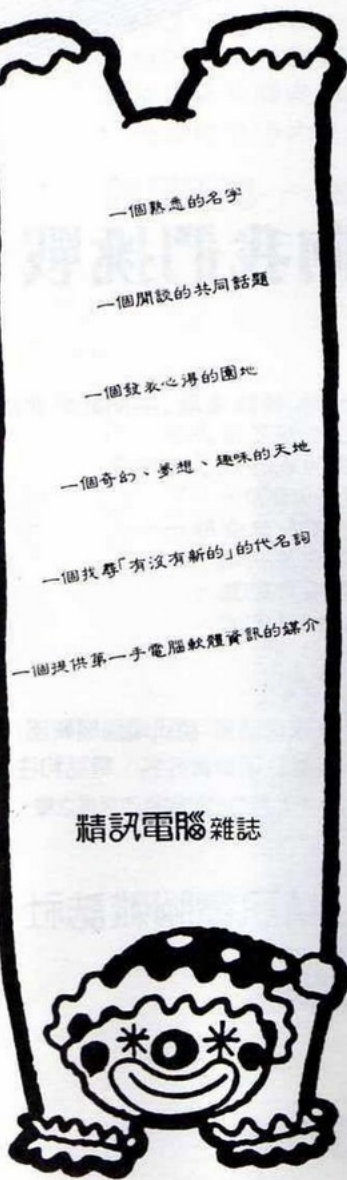 一個熟悉的名字
一個閒談的共同話題
一個發表心得的園地
一個奇幻、夢想、趣味的天地
一個找尋「有沒有新的」的代名詞
一個提供第一手電腦軟體資訊的媒介
精訊電腦雜誌